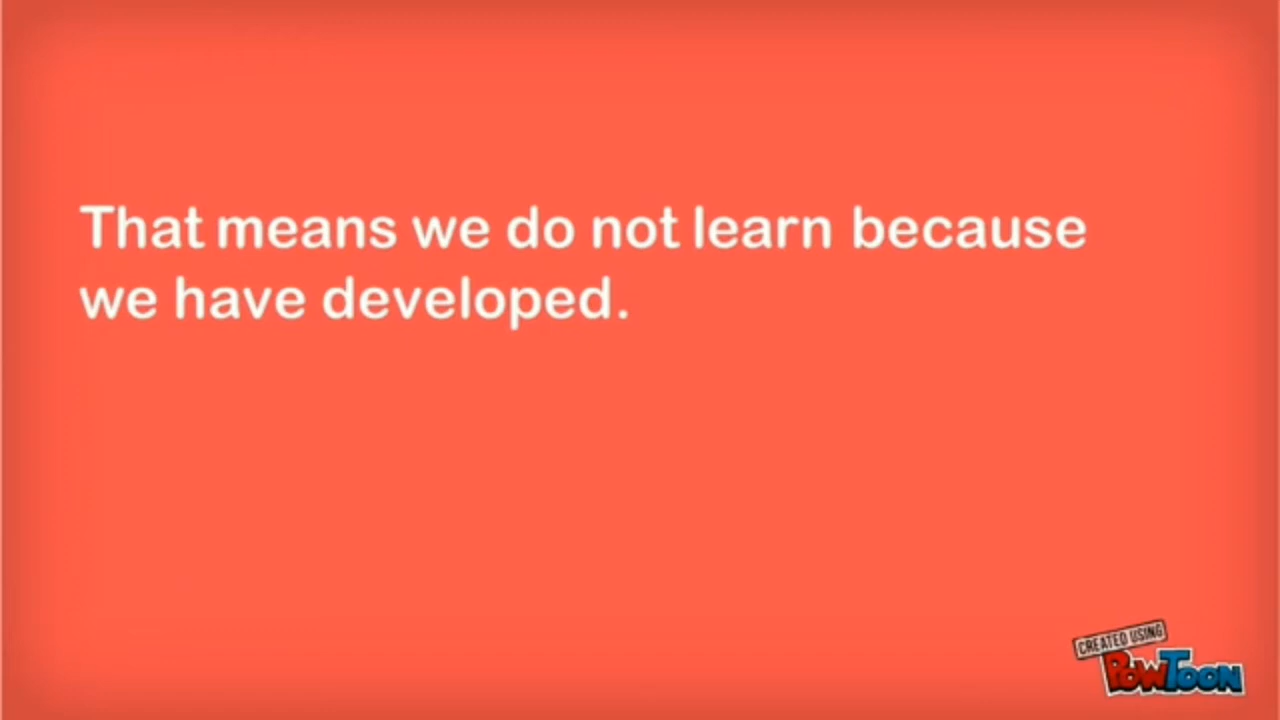 That means we do not learn because
we have developed.
CREATED USING
POWTOON